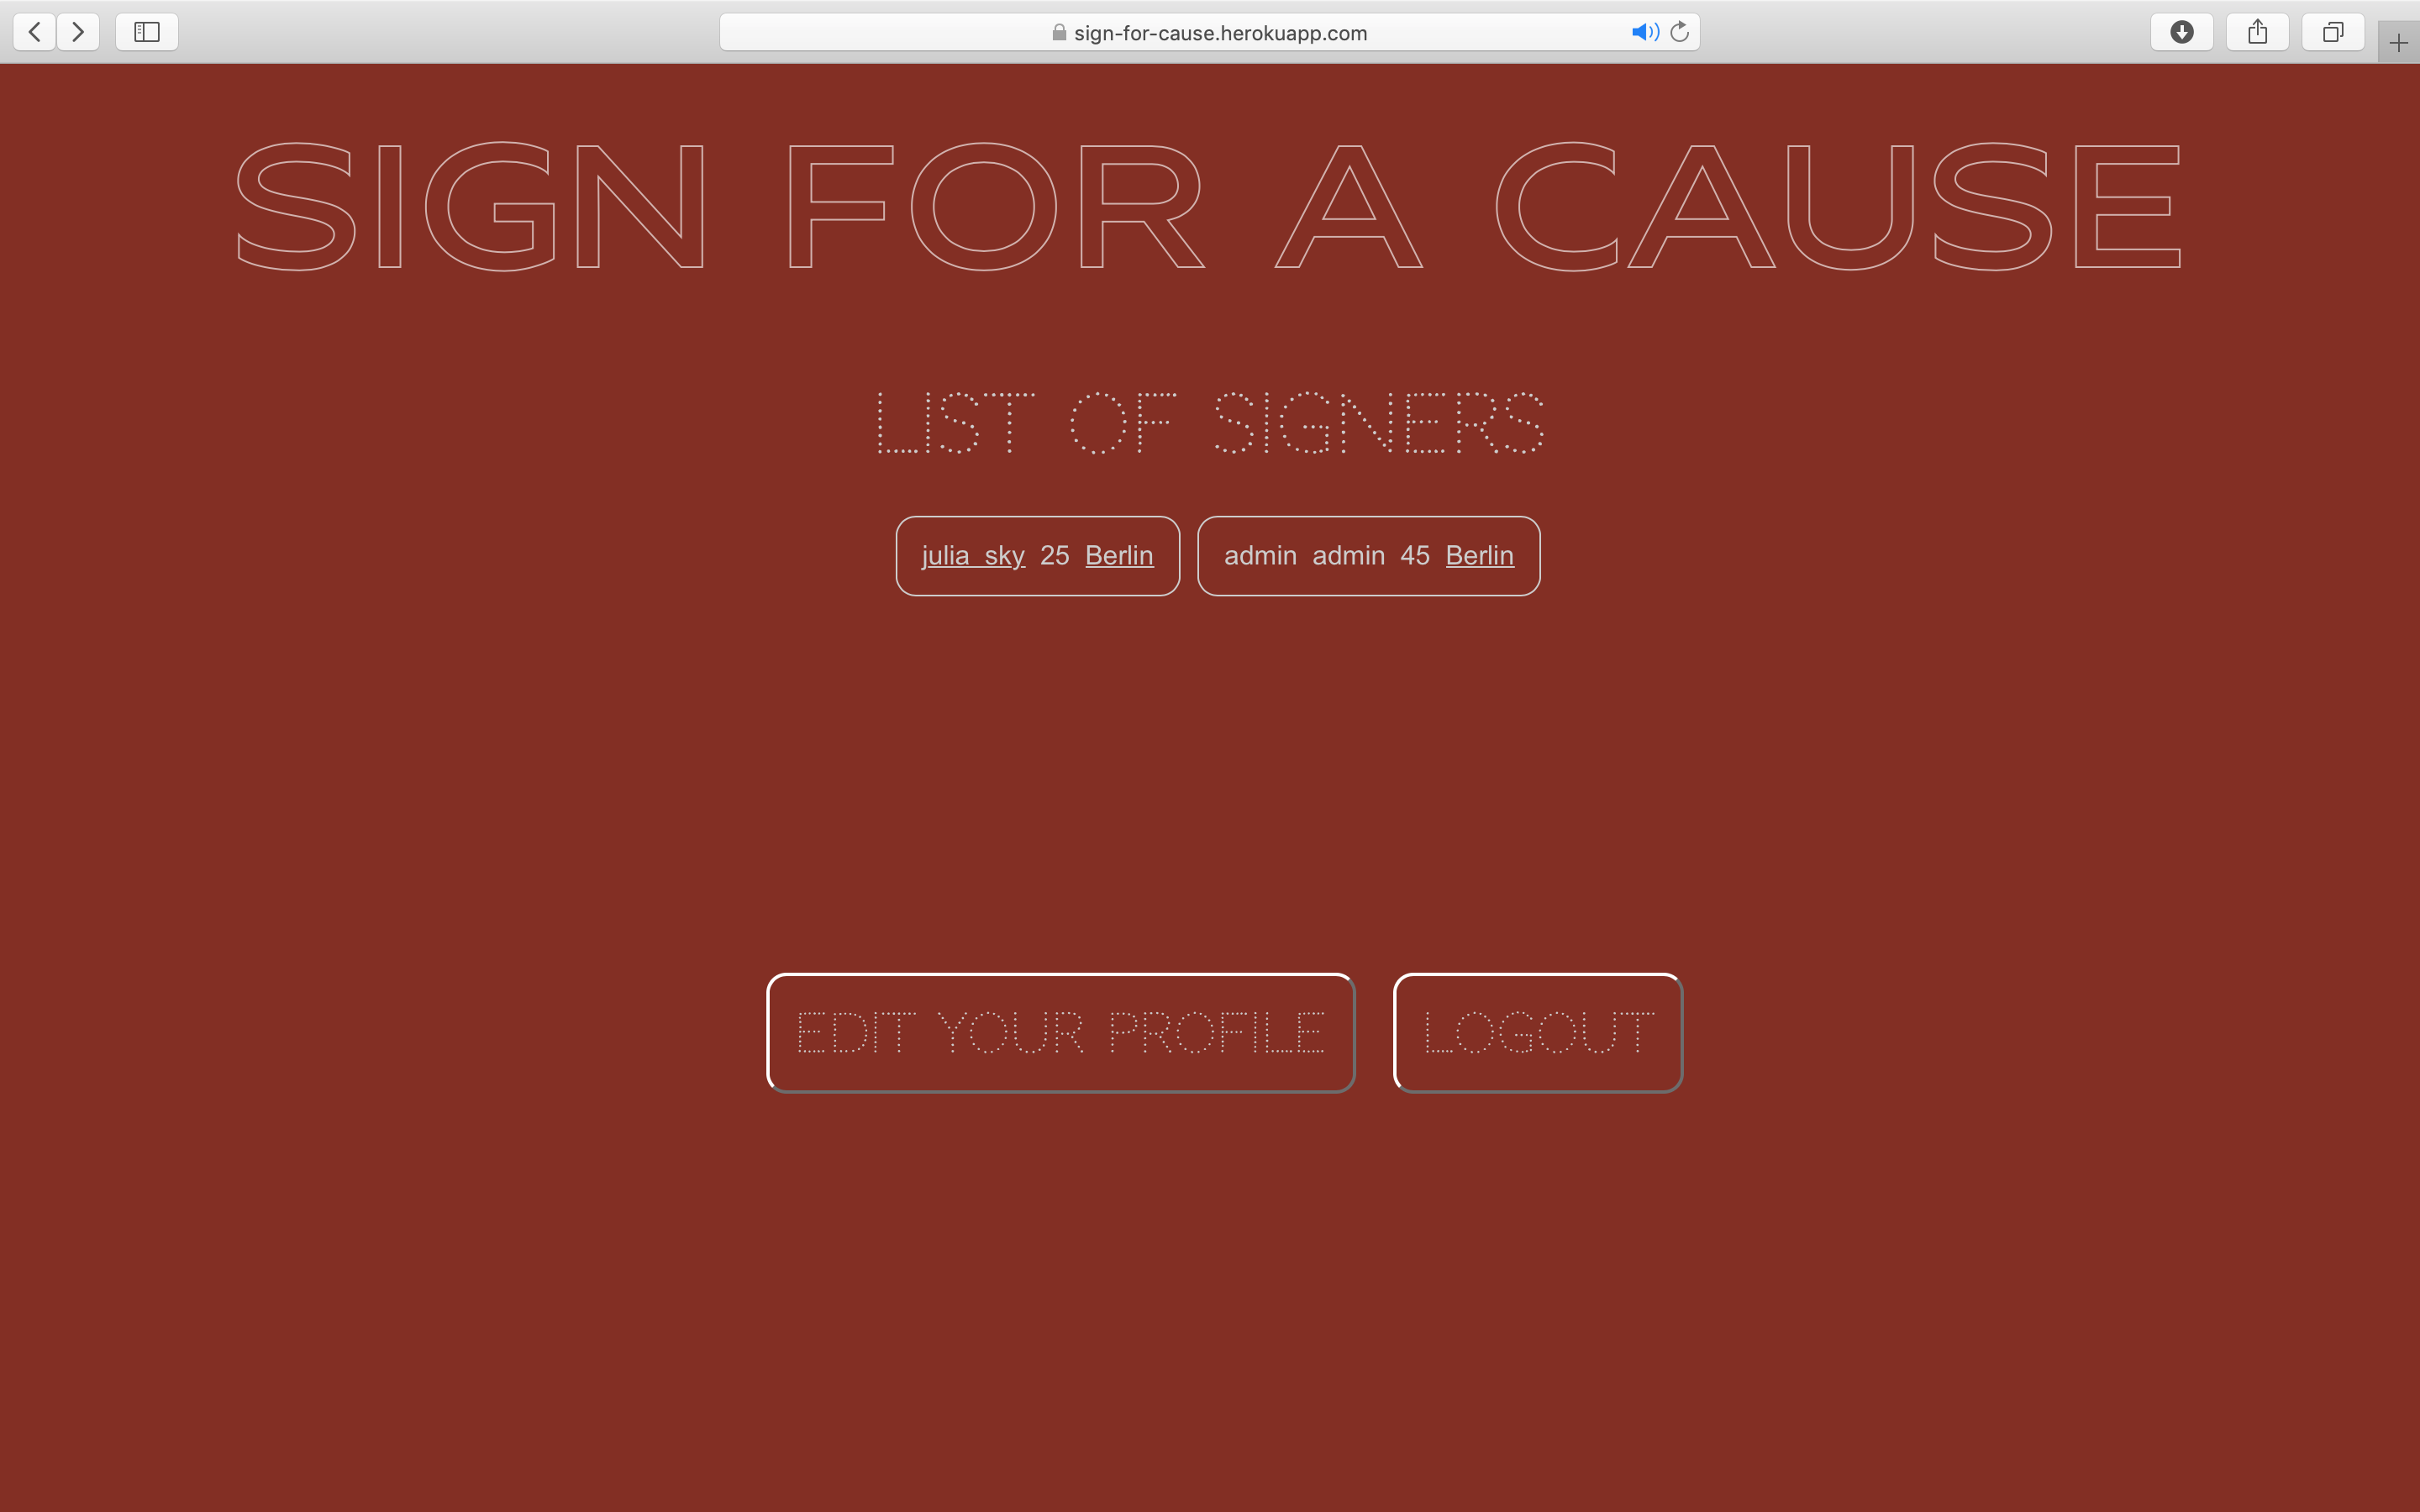 sign-for-cause.herokuapp.com
SIGN FOR A CAUSE
LIST OF SIGNERS
julia sky 25 Berlin admin admin 45 Berlin
EDIT YOUR PROFILE LOGOUT